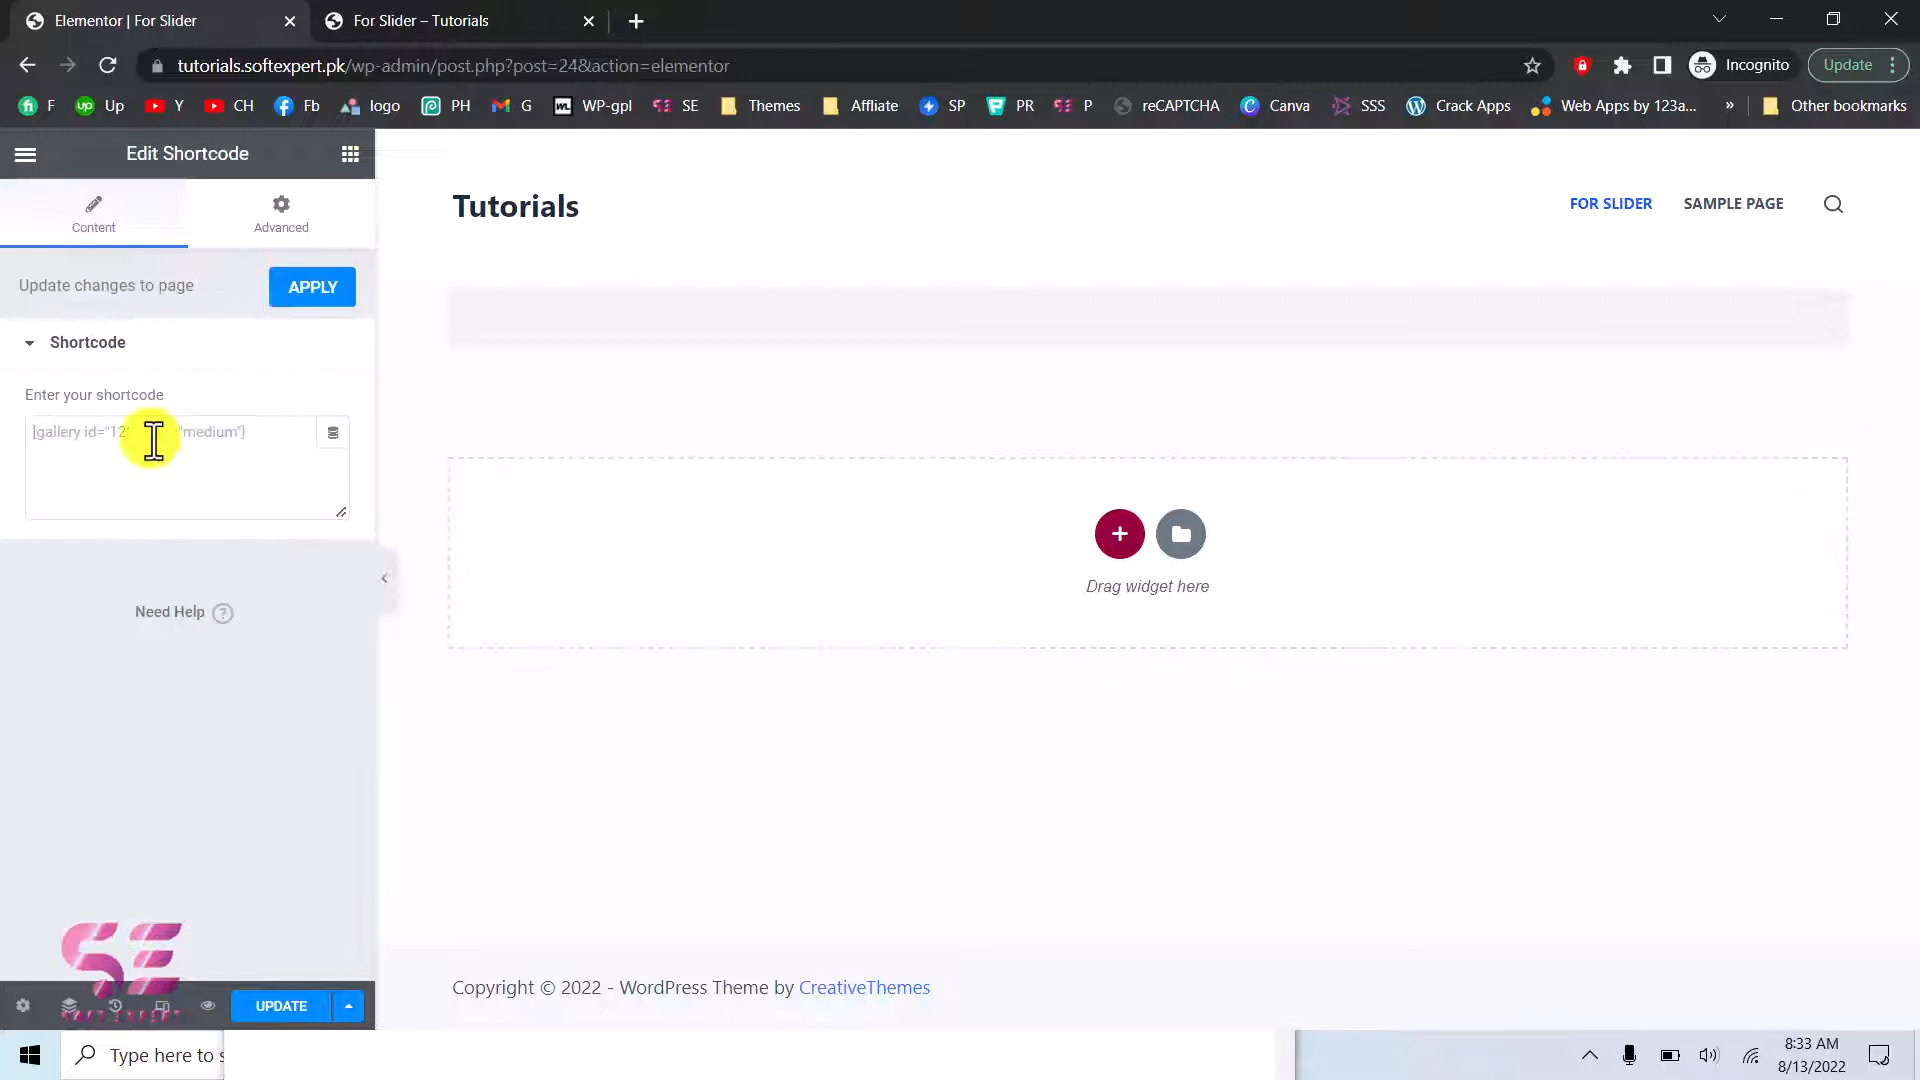 Elementor | For Slider
For Slider – Tutorials
tutorials.softexpert.pk/wp-admin/post.php?post=24&action=elementor
Incognito
Update
F Up Y CH Fb logo PH G WP-gpl SE Themes Affliate SP PR P reCAPTCHA Canva SSS Crack Apps Web Apps by 123a... » Other bookmarks
Edit Shortcode
Content
Advanced
Update changes to page
APPLY
Shortcode
Enter your shortcode
[gallery id="12 "medium"]
Need Help ?
UPDATE
Tutorials
FOR SLIDER SAMPLE PAGE
Drag widget here
Copyright © 2022 - WordPress Theme by CreativeThemes
SE
Type here to s
8:33 AM
8/13/2022